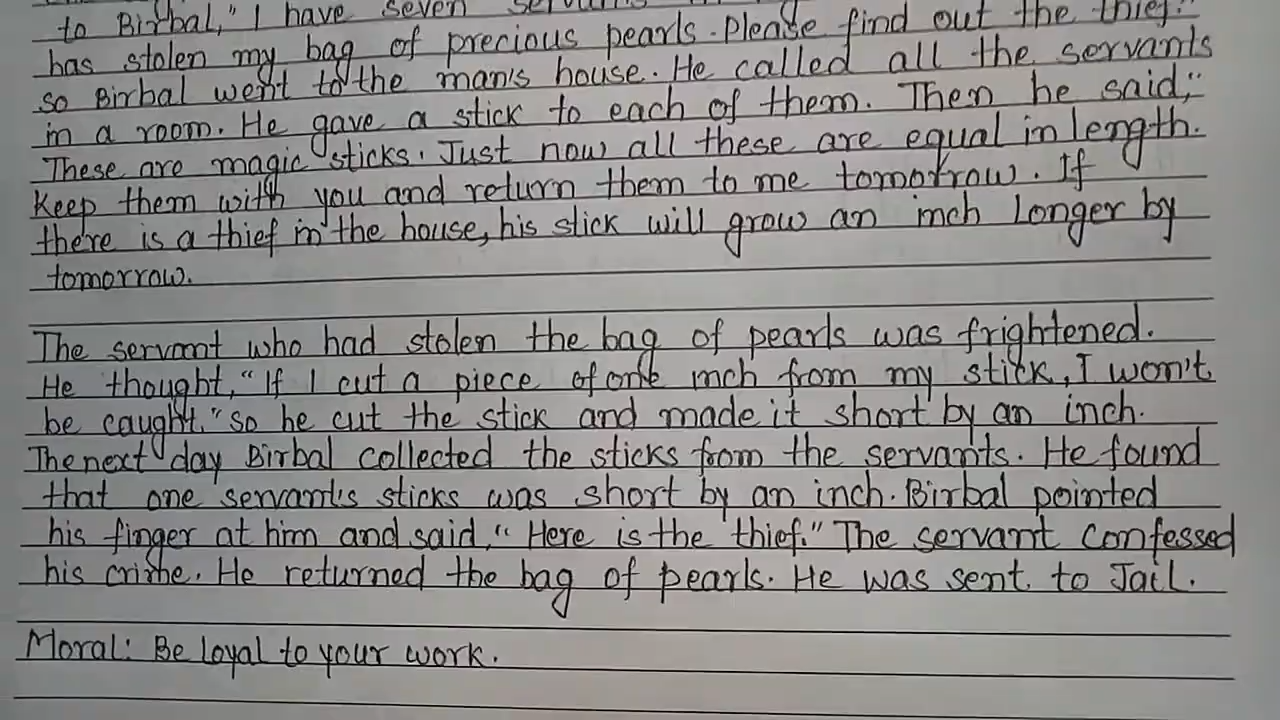 to Birbal," I have seven servants
has stolen my bag of precious pearls. Please find out the thief."
so Birbal went to the man's house. He called all the servants
in a room. He gave a stick to each of them. Then he said,"
These are magic sticks. Just now all these are equal in length.
Keep them with you and return them to me tomorrow. If
there is a thief in the house, his stick will grow an inch longer by
tomorrow.
The servant who had stolen the bag of pearls was frightened.
He thought, "If I cut a piece of one inch from my stick, I won't
be caught." so he cut the stick and made it short by an inch.
The next day Birbal collected the sticks from the servants. He found
that one servant's sticks was short by an inch. Birbal pointed
his finger at him and said, "Here is the thief." The servant confessed
his crime. He returned the bag of pearls. He was sent to Jail.
Moral: Be loyal to your work.